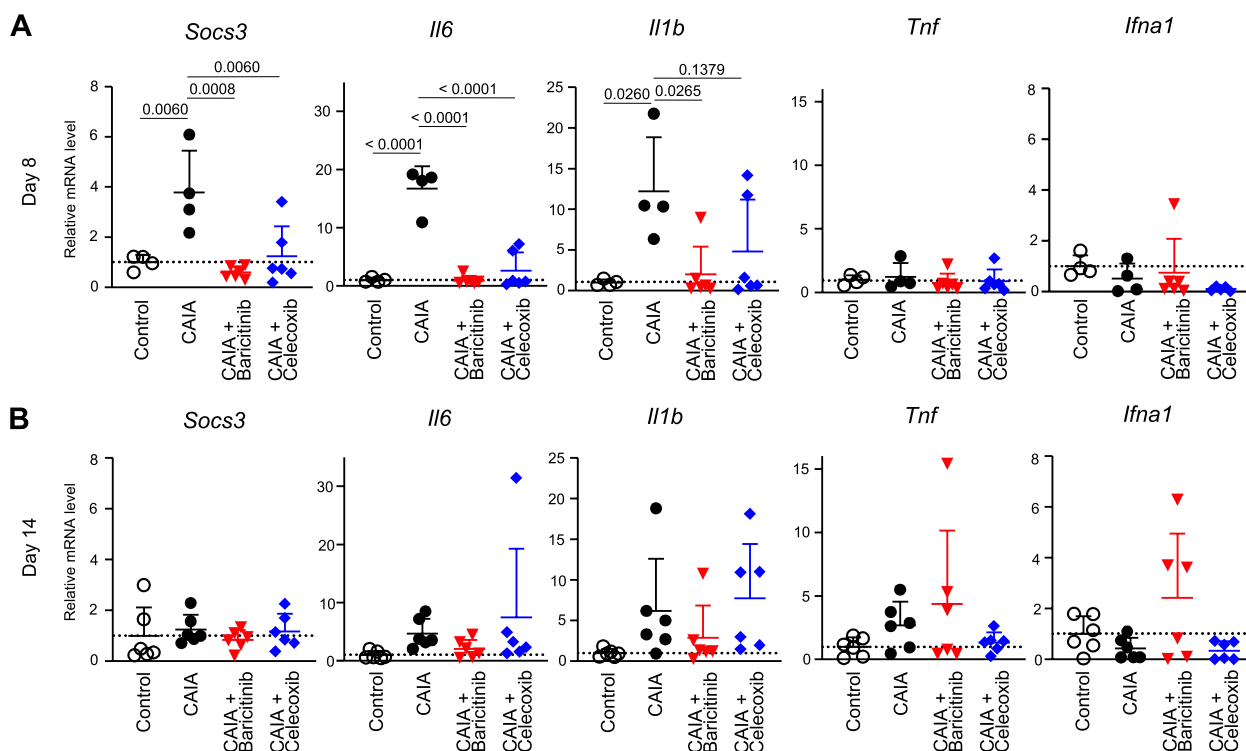 A
Socs3
Il6
Il1b
Tnf
Ifna1
Day 8
Relative mRNA level
0.0060
0.0008
0.0060
8
6
4
2
0
Control
CAIA
CAIA +
Baricitinib
CAIA +
Celecoxib
< 0.0001
< 0.0001
< 0.0001
30
20
10
0
Control
CAIA
CAIA +
Baricitinib
CAIA +
Celecoxib
0.1379
0.0260
0.0265
25
20
15
10
5
0
Control
CAIA
CAIA +
Baricitinib
CAIA +
Celecoxib
15
10
5
0
Control
CAIA
CAIA +
Baricitinib
CAIA +
Celecoxib
8
6
4
2
0
Control
CAIA
CAIA +
Baricitinib
CAIA +
Celecoxib
B
Socs3
Il6
Il1b
Tnf
Ifna1
Day 14
Relative mRNA level
8
6
4
2
0
Control
CAIA
CAIA +
Baricitinib
CAIA +
Celecoxib
30
20
10
0
Control
CAIA
CAIA +
Baricitinib
CAIA +
Celecoxib
25
20
15
10
5
0
Control
CAIA
CAIA +
Baricitinib
CAIA +
Celecoxib
15
10
5
0
Control
CAIA
CAIA +
Baricitinib
CAIA +
Celecoxib
8
6
4
2
0
Control
CAIA
CAIA +
Baricitinib
CAIA +
Celecoxib